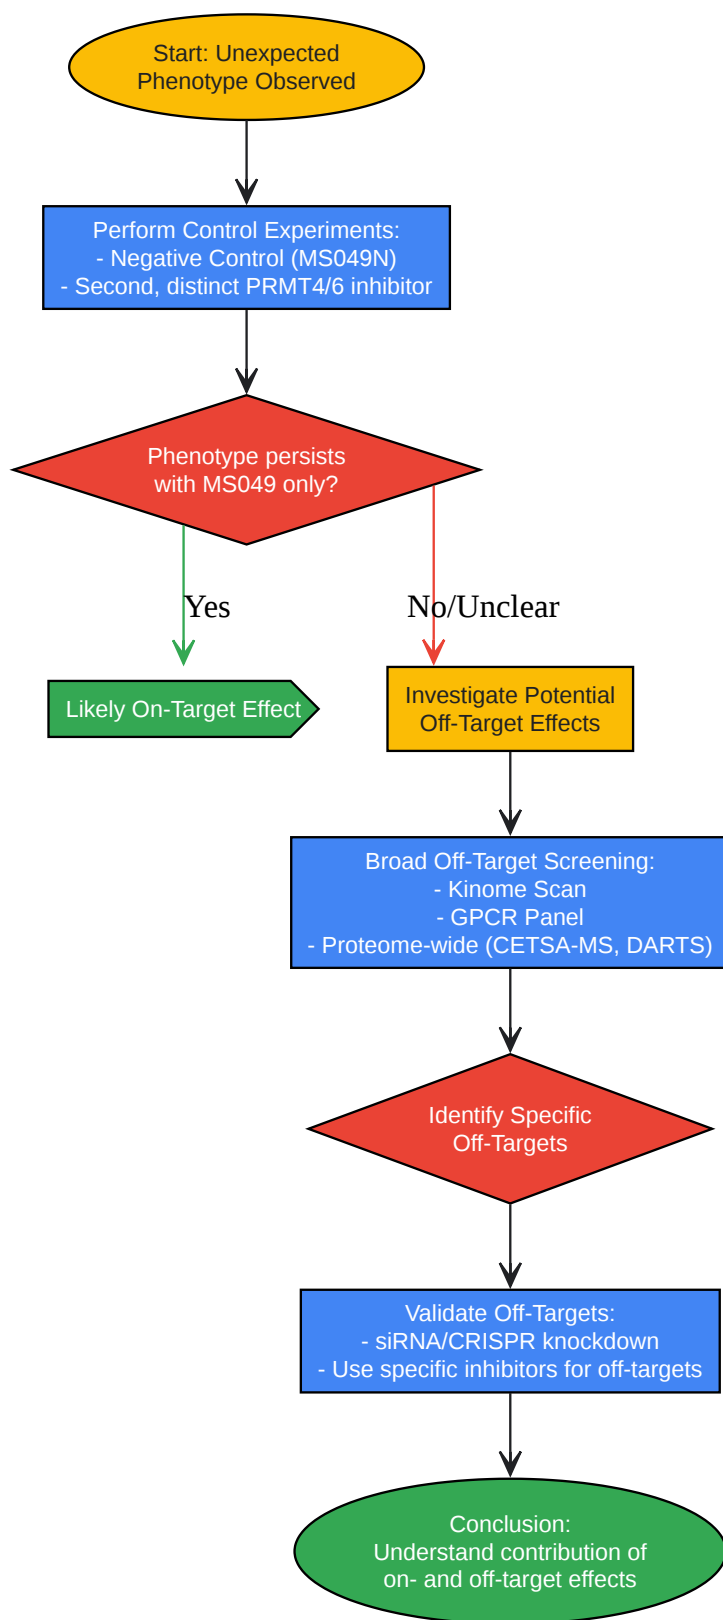 Start: Unexpected
Phenotype Observed
Perform Control Experiments:
- Negative Control (MS049N)
- Second, distinct PRMT4/6 inhibitor
Phenotype persists
with MS049 only?
Yes
No/Unclear
Likely On-Target Effect
Investigate Potential
Off-Target Effects
Broad Off-Target Screening:
- Kinome Scan
- GPCR Panel
- Proteome-wide (CETSA-MS, DARTS)
Identify Specific
Off-Targets
Validate Off-Targets:
- siRNA/CRISPR knockdown
- Use specific inhibitors for off-targets
Conclusion:
Understand contribution of
on- and off-target effects